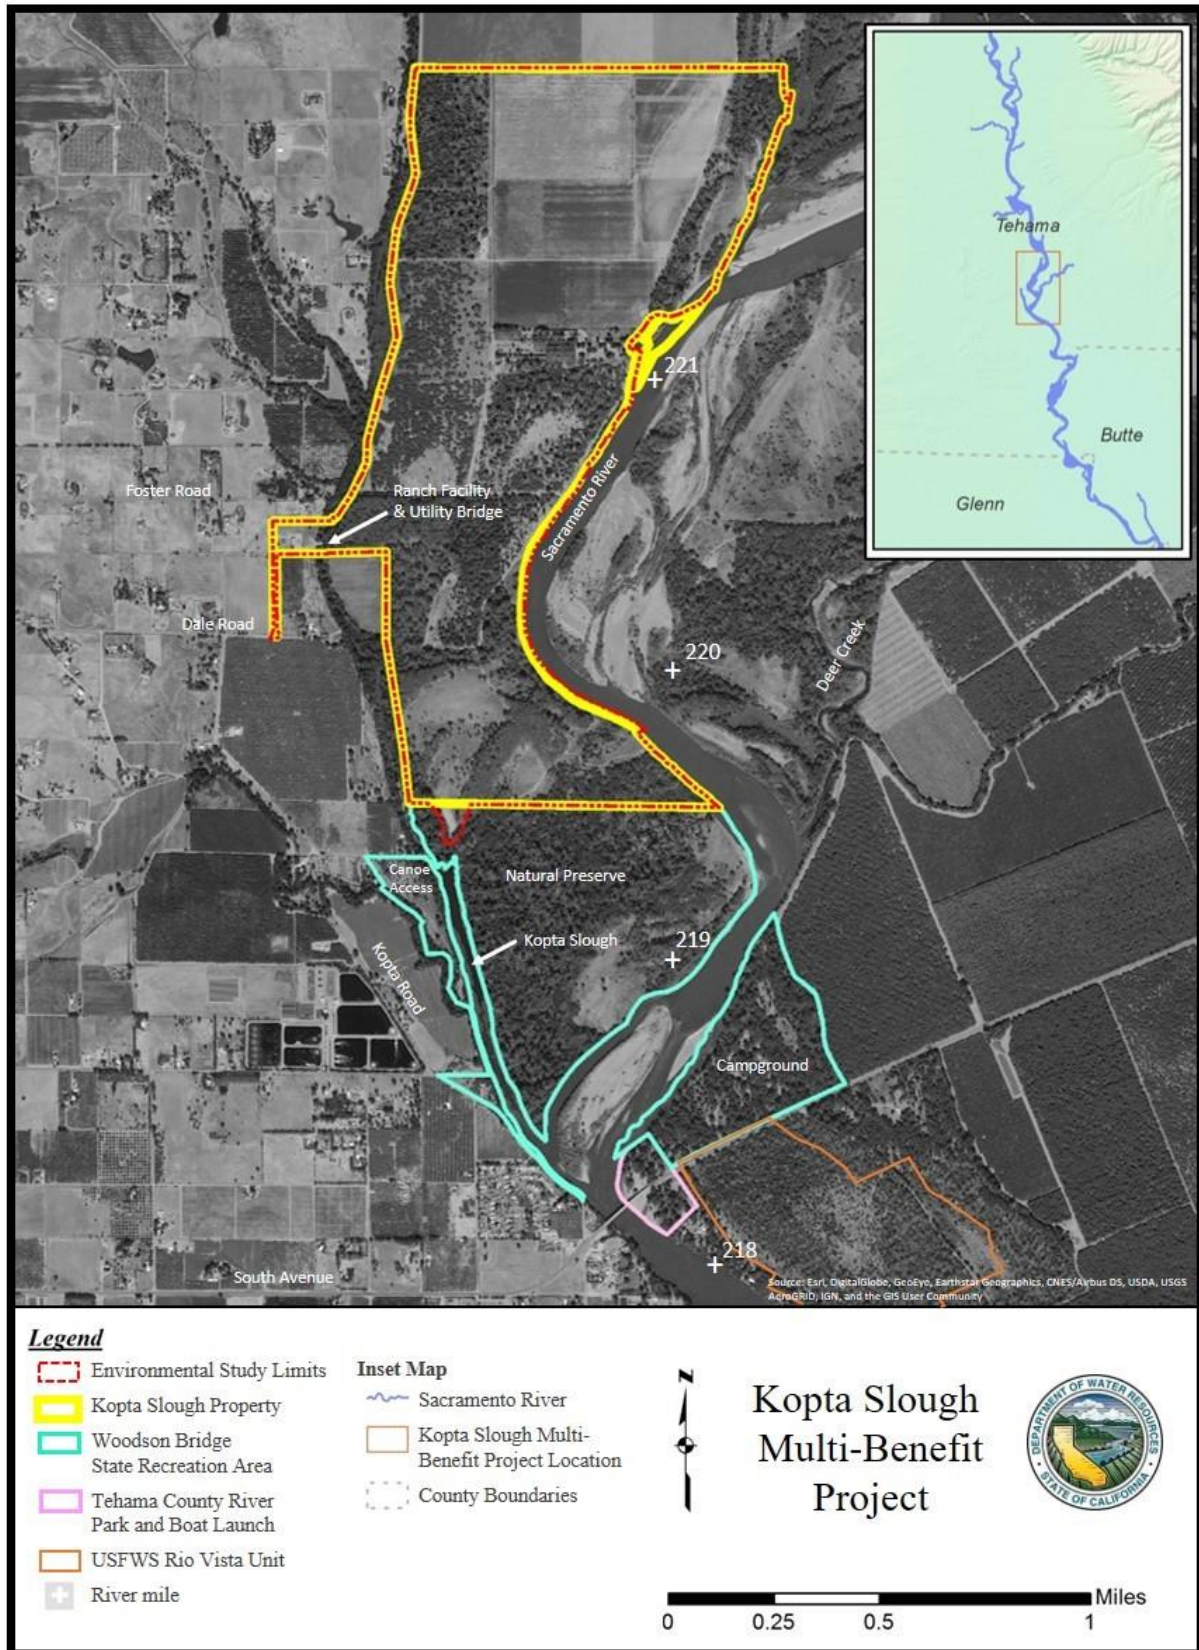 Tehama
Butte
Glenn
221
Sacramento River
Foster Road
Ranch Facility
& Utility Bridge
Dale Road
220
Deer Creek
Canoe
Access
Natural Preserve
219
Kopta Slough
Kopta Road
Campground
218
South Avenue
Source: Esri, DigitalGlobe, GeoEye, Earthstar Geographics, CNES/Airbus DS, USDA, USGS
AeroGRID, IGN, and the GIS User Community
Legend
Environmental Study Limits
Kopta Slough Property
Woodson Bridge
State Recreation Area
Tehama County River
Park and Boat Launch
USFWS Rio Vista Unit
River mile
Inset Map
Sacramento River
Kopta Slough Multi-
Benefit Project Location
County Boundaries
N
Kopta Slough
Multi-Benefit
Project
DEPARTMENT OF WATER RESOURCES
STATE OF CALIFORNIA
Miles
0 0.25 0.5 1